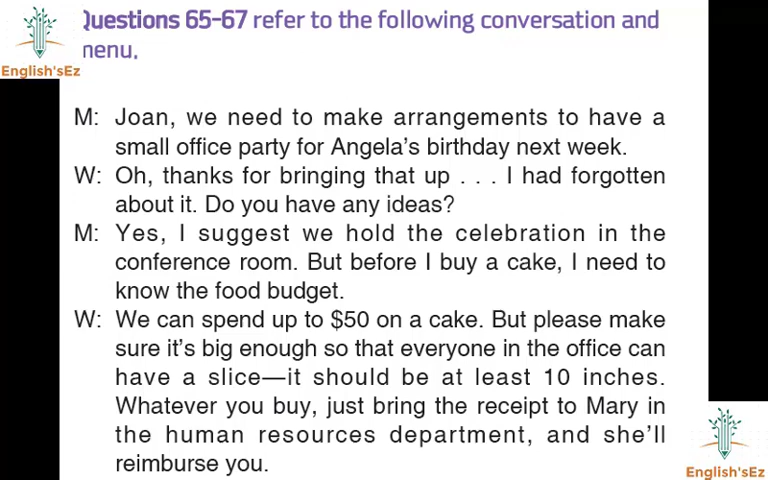 Questions 65-67 refer to the following conversation and
menu.
English'sEz
M: Joan, we need to make arrangements to have a
small office party for Angela's birthday next week.
W: Oh, thanks for bringing that up . . . I had forgotten
about it. Do you have any ideas?
M: Yes, I suggest we hold the celebration in the
conference room. But before I buy a cake, I need to
know the food budget.
W: We can spend up to $50 on a cake. But please make
sure it's big enough so that everyone in the office can
have a slice—it should be at least 10 inches.
Whatever you buy, just bring the receipt to Mary in
the human resources department, and she'll
reimburse you.
English'sEz